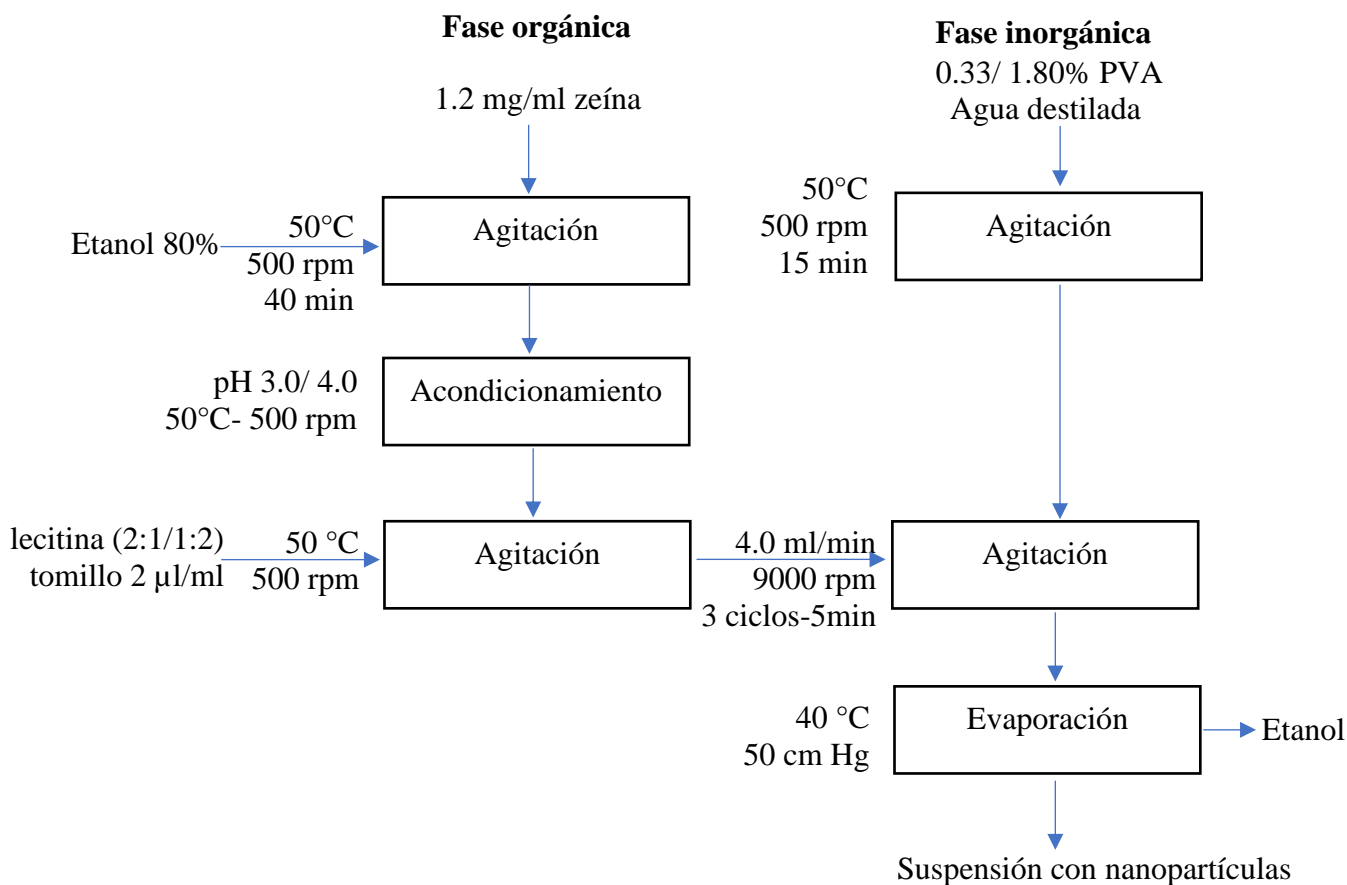 Fase orgánica
1.2 mg/ml zeína
Etanol 80%
50°C
500 rpm
40 min
Agitación
pH 3.0/ 4.0
50°C- 500 rpm
Acondicionamiento
lecitina (2:1/1:2)
tomillo 2 µl/ml
50 °C
500 rpm
Agitación
Fase inorgánica
0.33/ 1.80% PVA
Agua destilada
50°C
500 rpm
15 min
Agitación
4.0 ml/min
9000 rpm
3 ciclos-5min
Agitación
40 °C
50 cm Hg
Evaporación
Etanol
Suspensión con nanopartículas